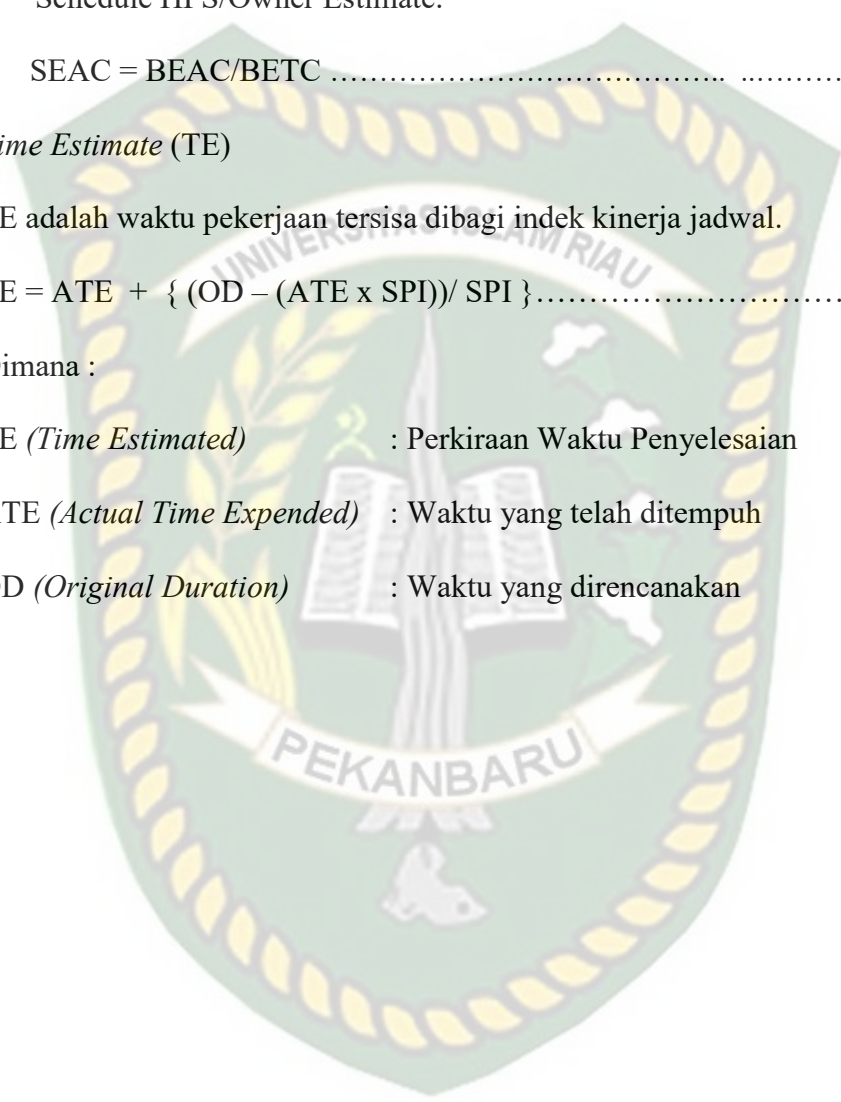 Schedule HPS/Owner Estimate.
SEAC = BEAC/BETC ………………………………….. ..………
ime Estimate (TE)
E adalah waktu pekerjaan tersisa dibagi indek kinerja jadwal.
UNIVERSITAS ISLAM RIAU
E = ATE + { (OD – (ATE x SPI))/ SPI }…………………………
imana :
E (Time Estimated) : Perkiraan Waktu Penyelesaian
TE (Actual Time Expended) : Waktu yang telah ditempuh
D (Original Duration) : Waktu yang direncanakan
PEKANBARU